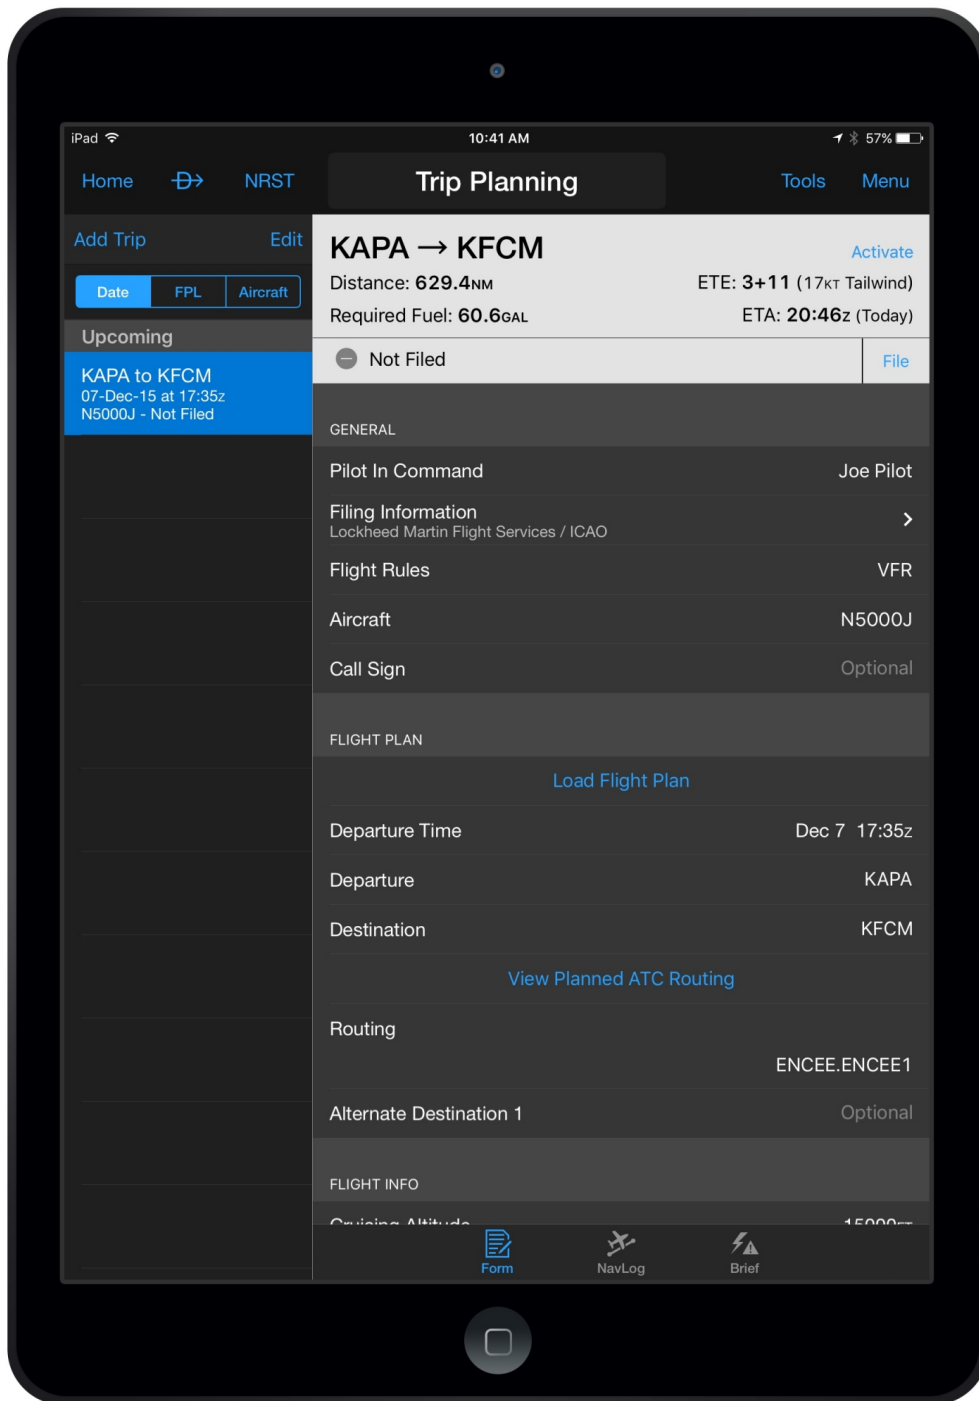 iPad 10:41 AM 57%
Home D NRST Trip Planning Tools Menu
Add Trip Edit
Date FPL Aircraft
Upcoming
KAPA to KFCM
07-Dec-15 at 17:35z
N5000J - Not Filed
KAPA → KFCM Activate
Distance: 629.4NM ETE: 3+11 (17KT Tailwind)
Required Fuel: 60.6GAL ETA: 20:46z (Today)
Not Filed File
GENERAL
Pilot In Command Joe Pilot
Filing Information
Lockheed Martin Flight Services / ICAO
Flight Rules VFR
Aircraft N5000J
Call Sign Optional
FLIGHT PLAN
Load Flight Plan
Departure Time Dec 7 17:35z
Departure KAPA
Destination KFCM
View Planned ATC Routing
Routing
ENCEE.ENCEE1
Alternate Destination 1 Optional
FLIGHT INFO
Cruising Altitude 15000FT
Form NavLog Brief